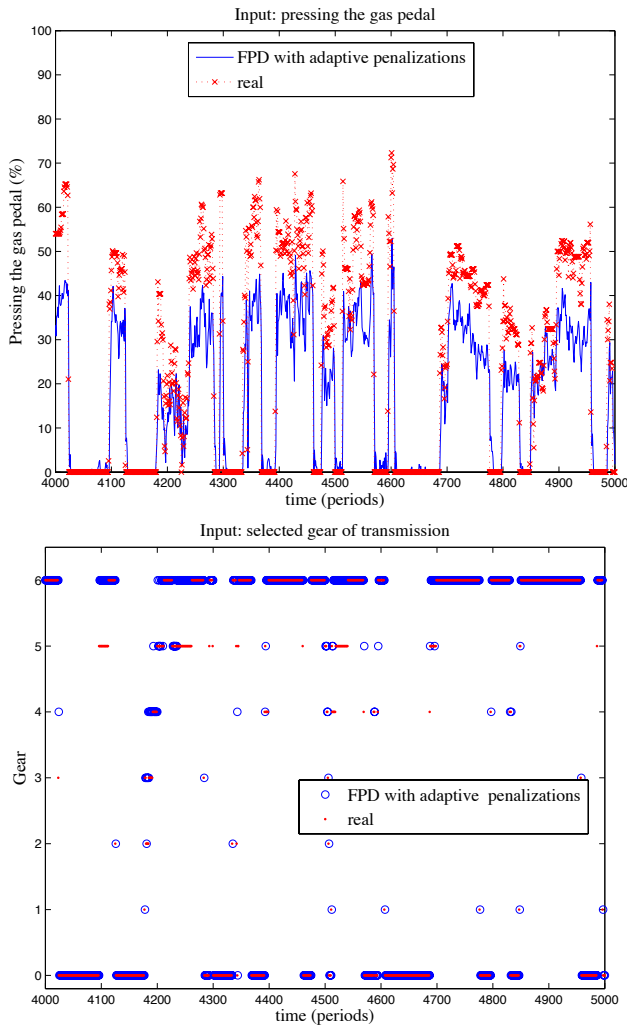 Input: pressing the gas pedal
100
90
80
70
60
50
40
30
20
10
0
Pressing the gas pedal (%)
FPD with adaptive penalizations
real
4000 4100 4200 4300 4400 4500 4600 4700 4800 4900 5000
time (periods)
Input: selected gear of transmission
6
5
4
3
2
1
0
Gear
FPD with adaptive penalizations
real
4000 4100 4200 4300 4400 4500 4600 4700 4800 4900 5000
time (periods)